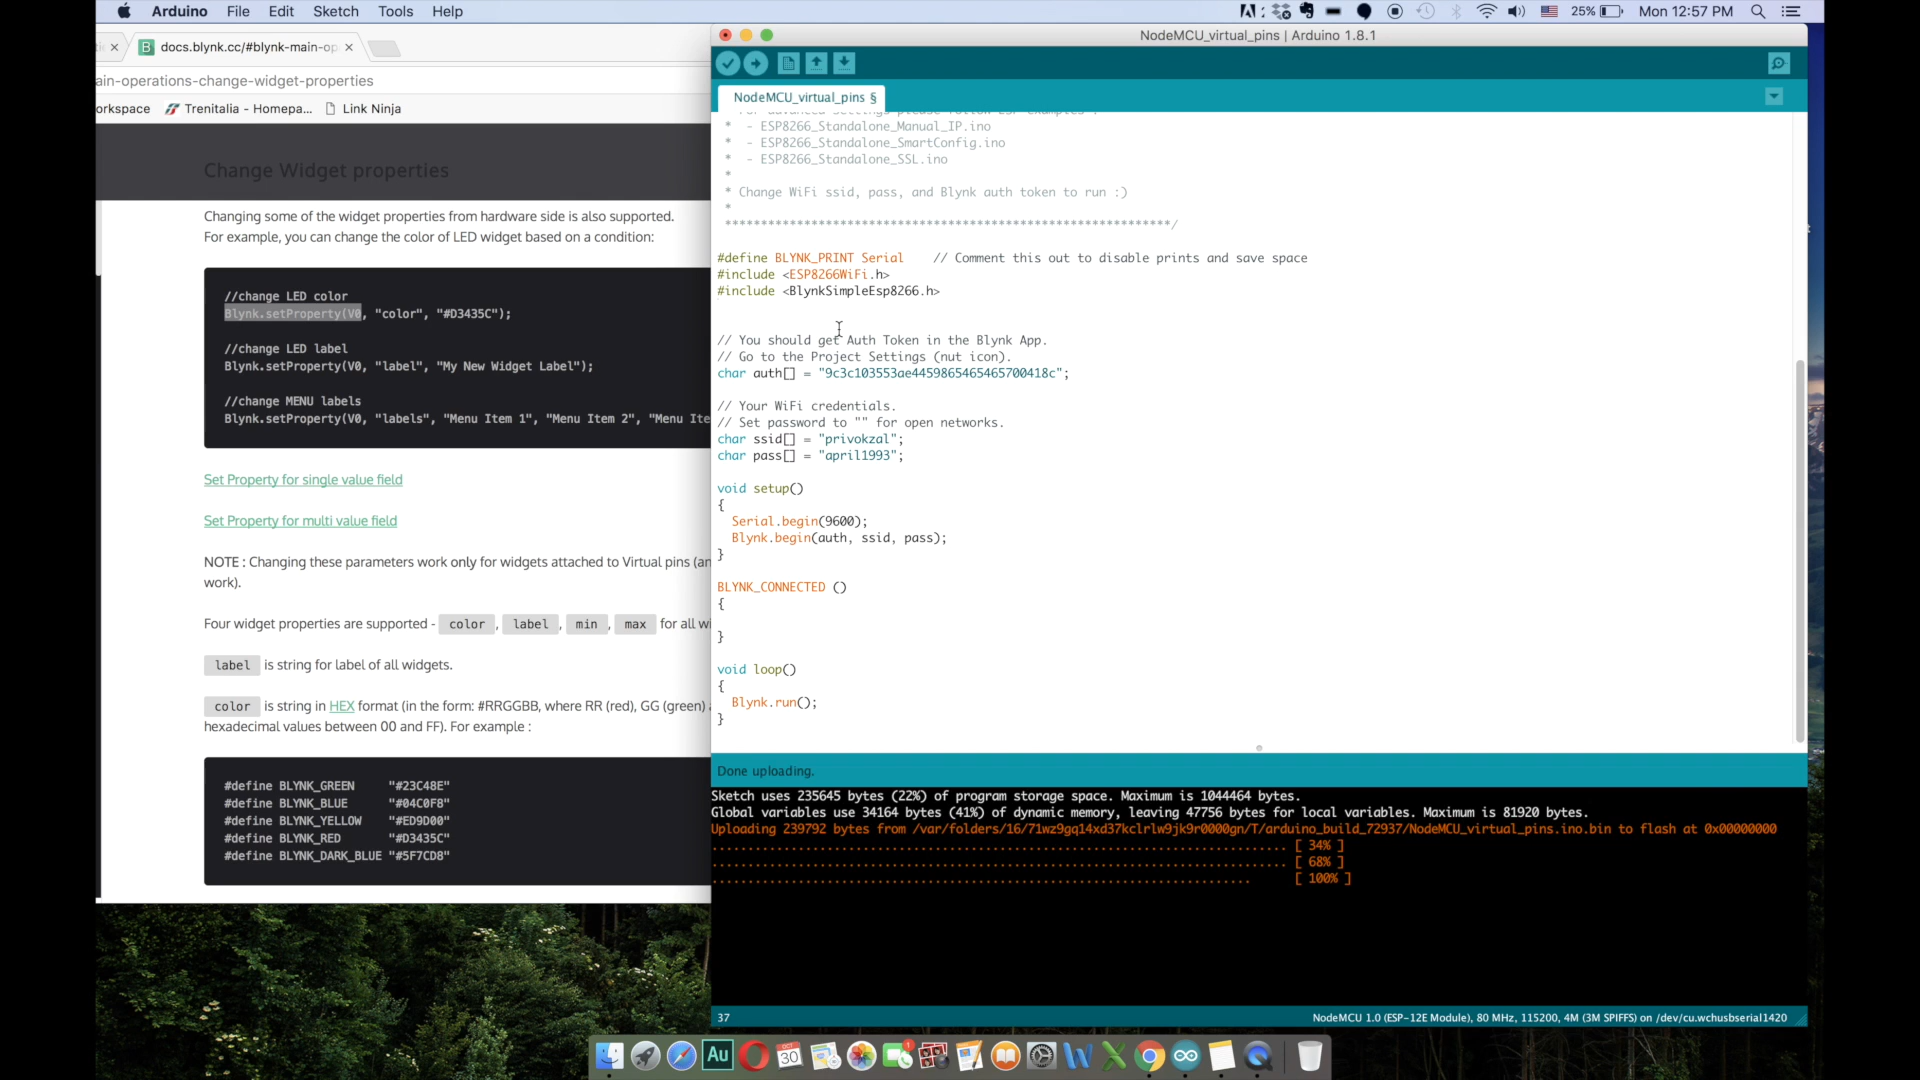 Arduino File Edit Sketch Tools Help
25% Mon 12:57 PM
docs.blynk.cc/#blynk-main-op
ain-operations-change-widget-properties
orkspace Trenitalia - Homepa... Link Ninja
Change Widget properties
Changing some of the widget properties from hardware side is also supported.
For example, you can change the color of LED widget based on a condition:
//change LED color
Blynk.setProperty(V0, "color", "#D3435C");
//change LED label
Blynk.setProperty(V0, "label", "My New Widget Label");
//change MENU labels
Blynk.setProperty(V0, "labels", "Menu Item 1", "Menu Item 2", "Menu Ite
Set Property for single value field
Set Property for multi value field
NOTE : Changing these parameters work only for widgets attached to Virtual pins (an
work).
Four widget properties are supported - color , label , min , max for all wi
label is string for label of all widgets.
color is string in HEX format (in the form: #RRGGBB, where RR (red), GG (green)
hexadecimal values between 00 and FF). For example :
#define BLYNK_GREEN "#23C48E"
#define BLYNK_BLUE "#04C0F8"
#define BLYNK_YELLOW "#ED9D00"
#define BLYNK_RED "#D3435C"
#define BLYNK_DARK_BLUE "#5F7CD8"
NodeMCU_virtual_pins | Arduino 1.8.1
NodeMCU_virtual_pins §
* For advanced settings please follow ESP examples :
* - ESP8266_Standalone_Manual_IP.ino
* - ESP8266_Standalone_SmartConfig.ino
* - ESP8266_Standalone_SSL.ino
*
* Change WiFi ssid, pass, and Blynk auth token to run :)
*
**************************************************************/
#define BLYNK_PRINT Serial // Comment this out to disable prints and save space
#include <ESP8266WiFi.h>
#include <BlynkSimpleEsp8266.h>
// You should get Auth Token in the Blynk App.
// Go to the Project Settings (nut icon).
char auth[] = "9c3c103553ae4459865465465700418c";
// Your WiFi credentials.
// Set password to "" for open networks.
char ssid[] = "privokzal";
char pass[] = "april1993";
void setup()
{
Serial.begin(9600);
Blynk.begin(auth, ssid, pass);
}
BLYNK_CONNECTED ()
{
}
void loop()
{
Blynk.run();
}
Done uploading.
Sketch uses 235645 bytes (22%) of program storage space. Maximum is 1044464 bytes.
Global variables use 34164 bytes (41%) of dynamic memory, leaving 47756 bytes for local variables. Maximum is 81920 bytes.
Uploading 239792 bytes from /var/folders/16/71wz9gq14xd37kclrlw9jk9r0000gn/T/arduino_build_72937/NodeMCU_virtual_pins.ino.bin to flash at 0x00000000
................................................................................ [ 34% ]
................................................................................ [ 68% ]
........................................................................... [ 100% ]
37 NodeMCU 1.0 (ESP-12E Module), 80 MHz, 115200, 4M (3M SPIFFS) on /dev/cu.wchusbserial1420
Au OCT 30 1